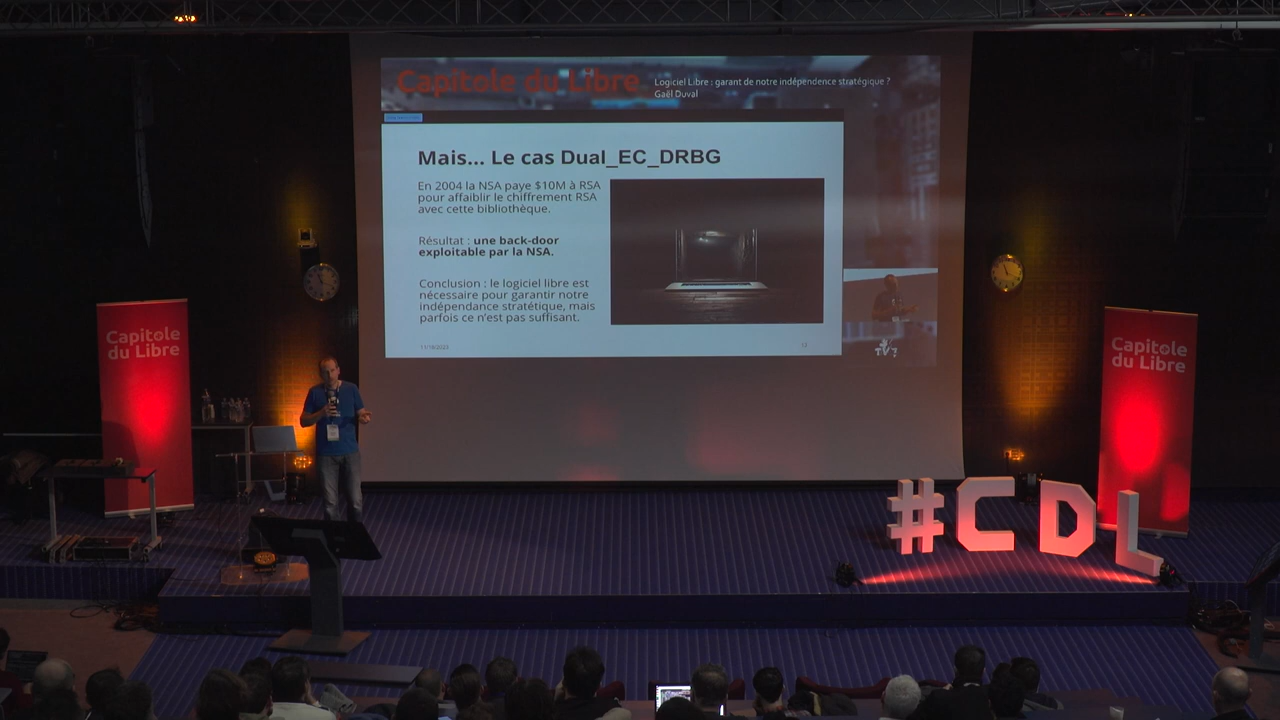 Capitole du Libre
Logiciel Libre : garant de notre indépendence stratégique ?
Gaël Duval
Mais... Le cas Dual_EC_DRBG
En 2004 la NSA paye $10M à RSA
pour affaiblir le chiffrement RSA
avec cette bibliothèque.
Résultat : une back-door
exploitable par la NSA.
Conclusion : le logiciel libre est
nécessaire pour garantir notre
indépendance stratétique, mais
parfois ce n'est pas suffisant.
12
Capitole
du Libre
Capitole
du Libre
#CDL